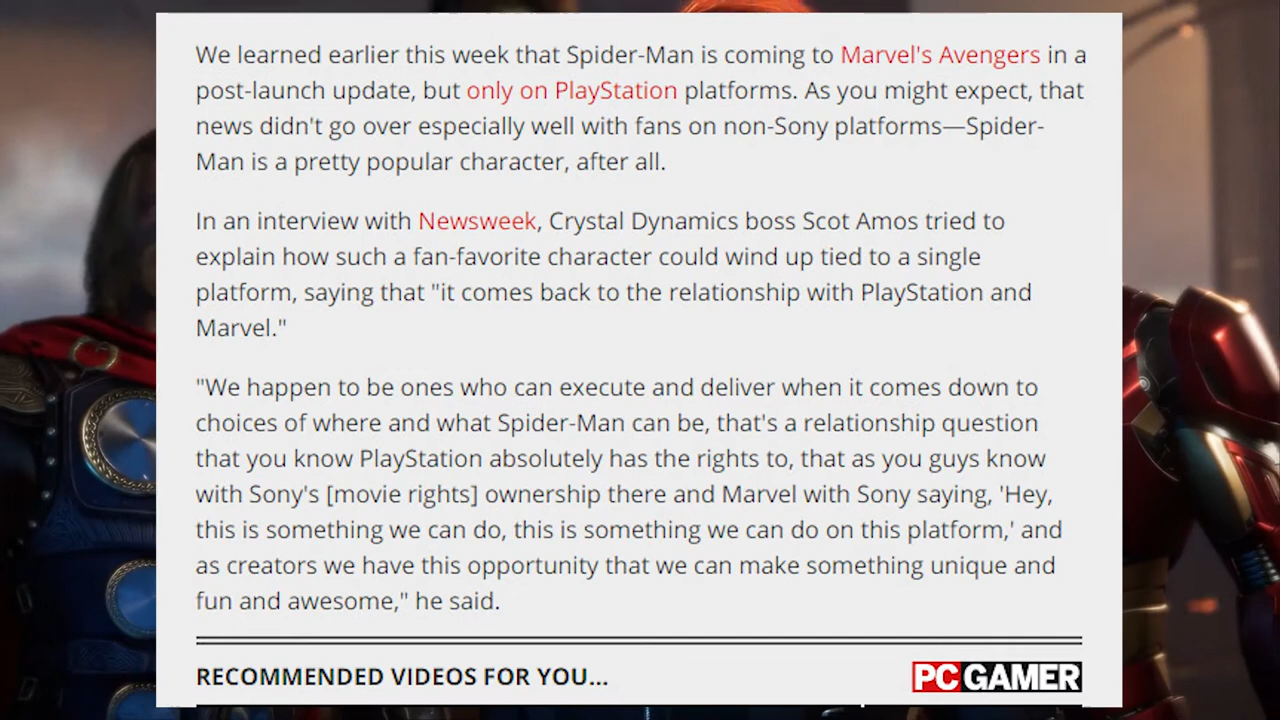 We learned earlier this week that Spider-Man is coming to Marvel's Avengers in a
post-launch update, but only on PlayStation platforms. As you might expect, that
news didn't go over especially well with fans on non-Sony platforms—Spider-
Man is a pretty popular character, after all.
In an interview with Newsweek, Crystal Dynamics boss Scot Amos tried to
explain how such a fan-favorite character could wind up tied to a single
platform, saying that "it comes back to the relationship with PlayStation and
Marvel."
"We happen to be ones who can execute and deliver when it comes down to
choices of where and what Spider-Man can be, that's a relationship question
that you know PlayStation absolutely has the rights to, that as you guys know
with Sony's [movie rights] ownership there and Marvel with Sony saying, 'Hey,
this is something we can do, this is something we can do on this platform,' and
as creators we have this opportunity that we can make something unique and
fun and awesome," he said.
RECOMMENDED VIDEOS FOR YOU...
PC GAMER